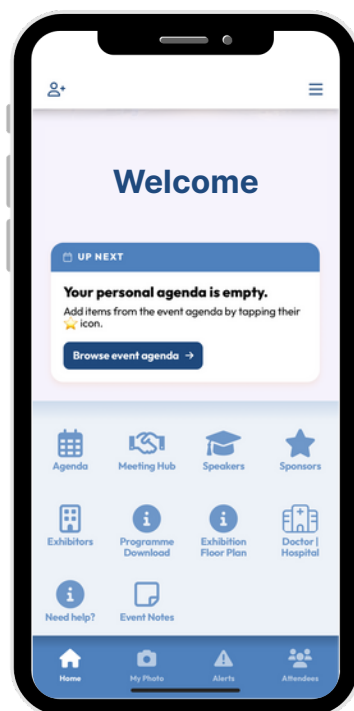 Welcome
UP NEXT
Your personal agenda is empty.
Add items from the event agenda by tapping their
⭐ icon.
Browse event agenda →
Agenda
Meeting Hub
Speakers
Sponsors
Exhibitors
Programme
Download
Exhibition
Floor Plan
Doctor |
Hospital
Need help?
Event Notes
Home
My Photo
Alerts
Attendees